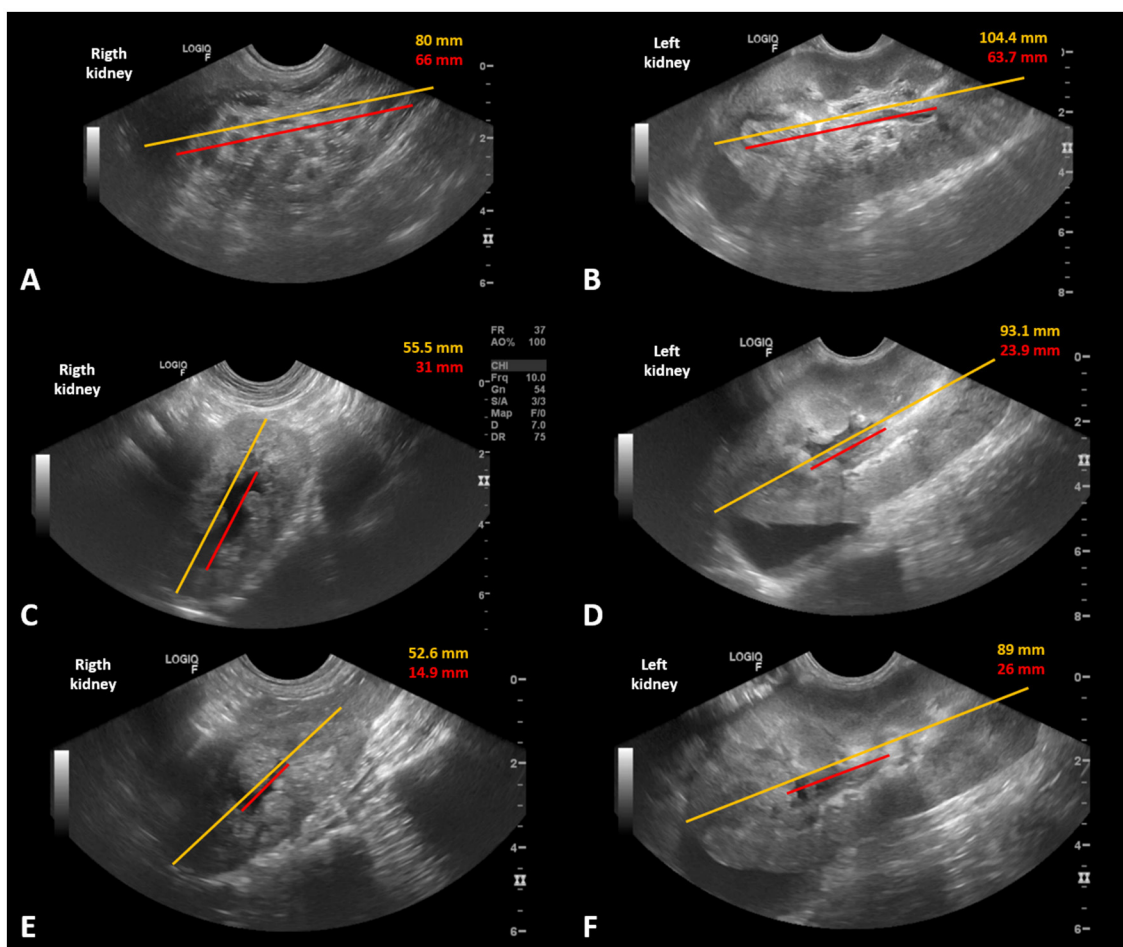 Rigth
kidney
LOGIQ
F
80 mm
66 mm
0
2
4
6
A
Left
kidney
LOGIQ
F
104.4 mm
63.7 mm
0
2
4
6
8
B
Rigth
kidney
LOGIQ
F
55.5 mm
31 mm
FR 37
AO% 100
CHI
Frq 10.0
Gn 54
S/A 3/3
Map F/0
D 7.0
DR 75
0
2
4
6
C
Left
kidney
LOGIQ
F
93.1 mm
23.9 mm
0
2
4
6
8
D
Rigth
kidney
LOGIQ
F
52.6 mm
14.9 mm
0
2
4
6
E
Left
kidney
LOGIQ
F
89 mm
26 mm
0
2
4
6
F